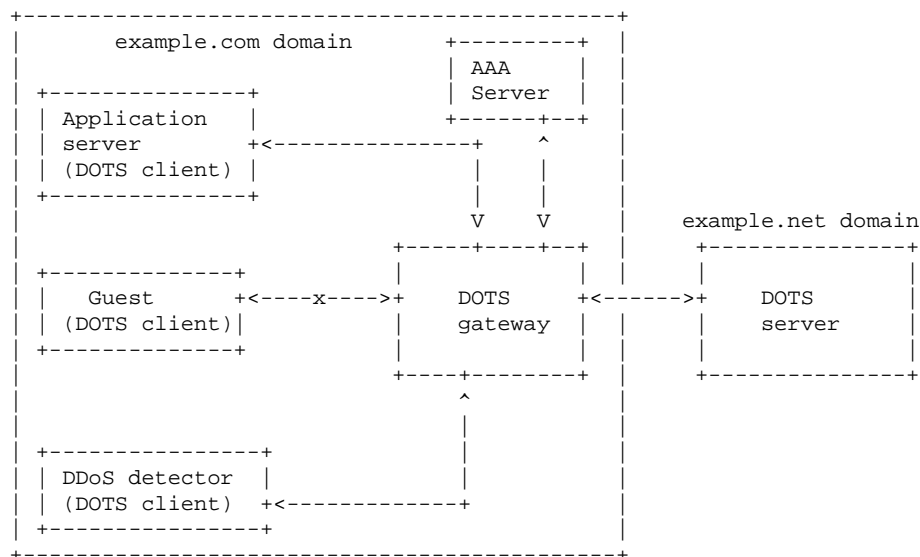 example.com domain
AAA
Server
Application
server
(DOTS client)
V V
example.net domain
Guest
x
(DOTS client)
DOTS
gateway
DOTS
server
DDoS detector
(DOTS client)